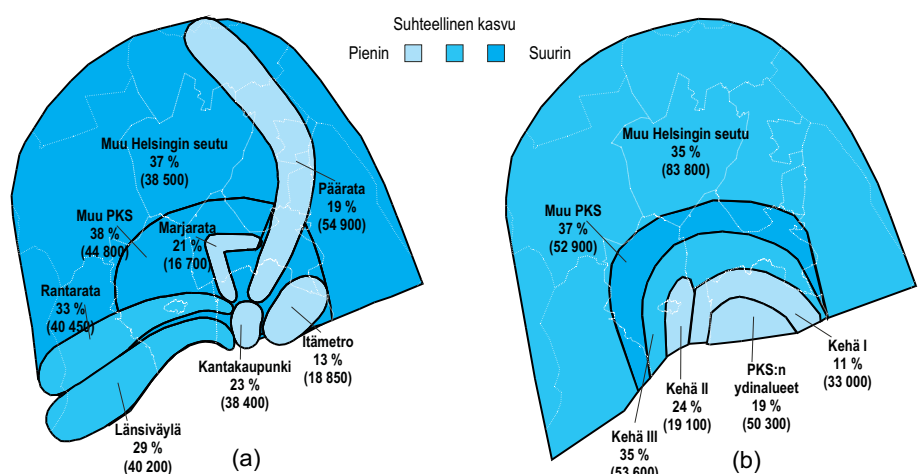 Suhteellinen kasvu
Pienin
Suurin
Muu Helsingin seutu
37 %
(38 500)
Päärata
19 %
(54 900)
Muu PKS
38 %
(44 800)
Marjarata
21 %
(16 700)
Rantarata
33 %
(40 450)
Itämetro
13 %
(18 850)
Kantakaupunki
23 %
(38 400)
Länsiväylä
29 %
(40 200)
(a)
Muu Helsingin seutu
35 %
(83 800)
Muu PKS
37 %
(52 900)
Kehä I
11 %
(33 000)
PKS:n
ydinalueet
19 %
(50 300)
Kehä II
24 %
(19 100)
Kehä III
35 %
(53 600)
(b)